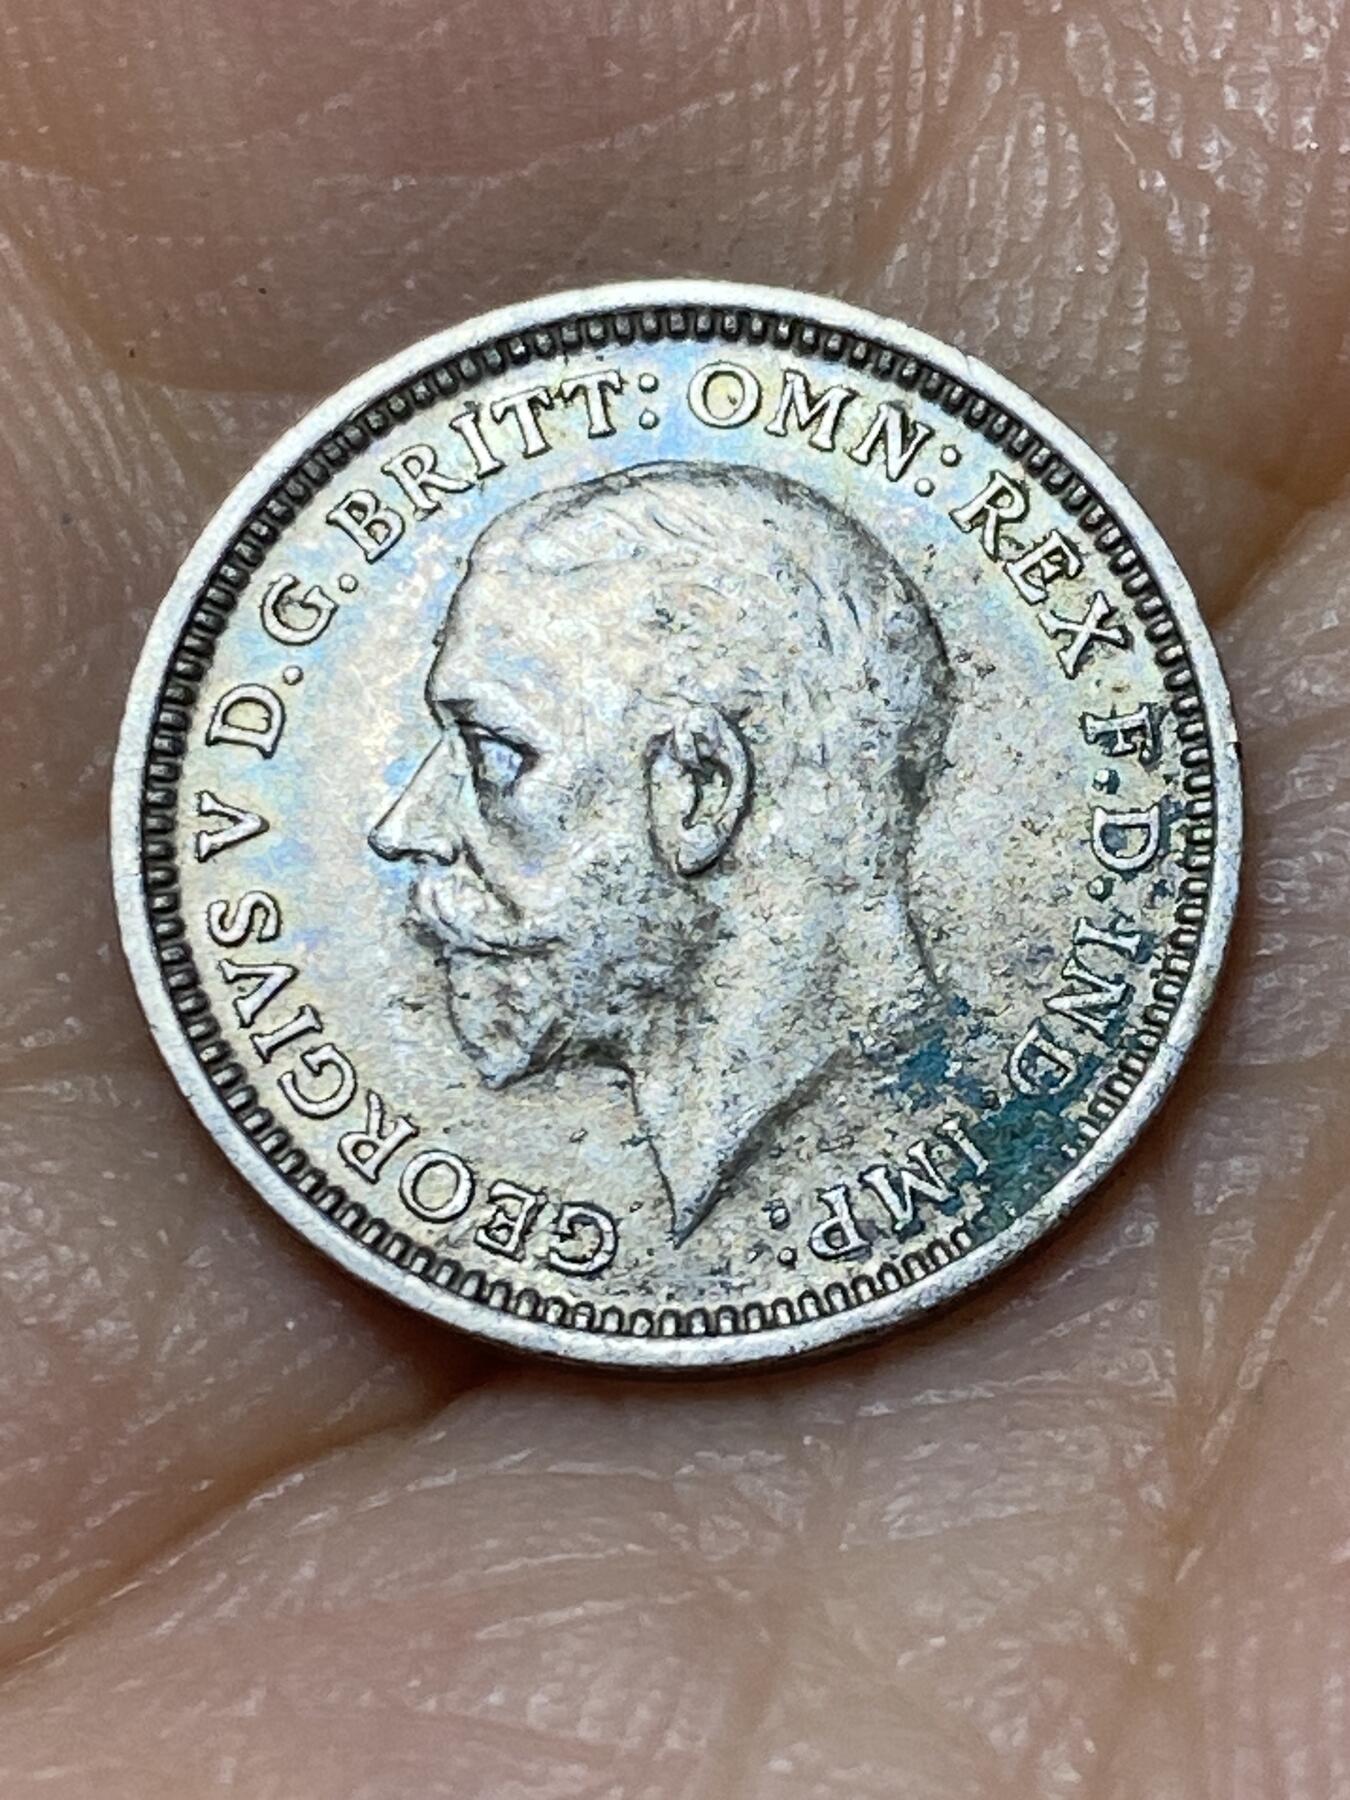 GEORGIVS V D.G. BRITT: OMN: REX F.D. IND: IMP: